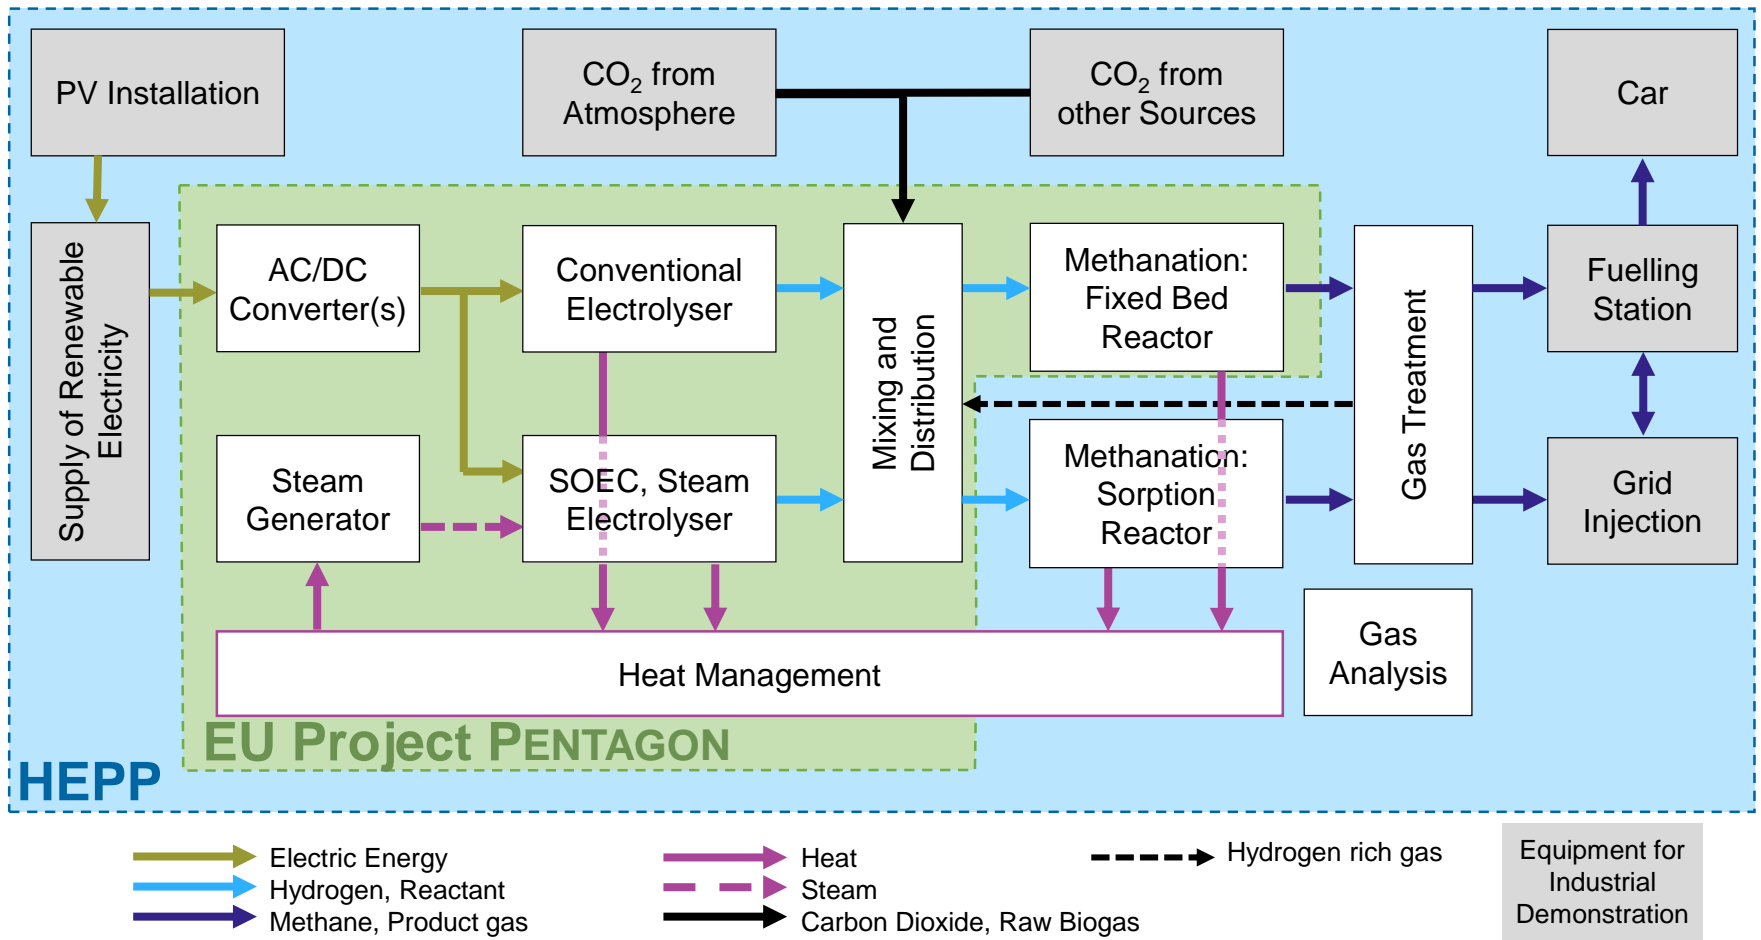 PV Installation
CO2 from
Atmosphere
CO2 from
other Sources
Car
Supply of Renewable
Electricity
AC/DC
Converter(s)
Conventional
Electrolyser
Mixing and
Distribution
Methanation:
Fixed Bed
Reactor
Gas Treatment
Fuelling
Station
Steam
Generator
SOEC, Steam
Electrolyser
Methanation:
Sorption
Reactor
Grid
Injection
Heat Management
Gas
Analysis
EU Project PENTAGON
HEPP
Electric Energy
Hydrogen, Reactant
Methane, Product gas
Heat
Steam
Carbon Dioxide, Raw Biogas
Hydrogen rich gas
Equipment for
Industrial
Demonstration